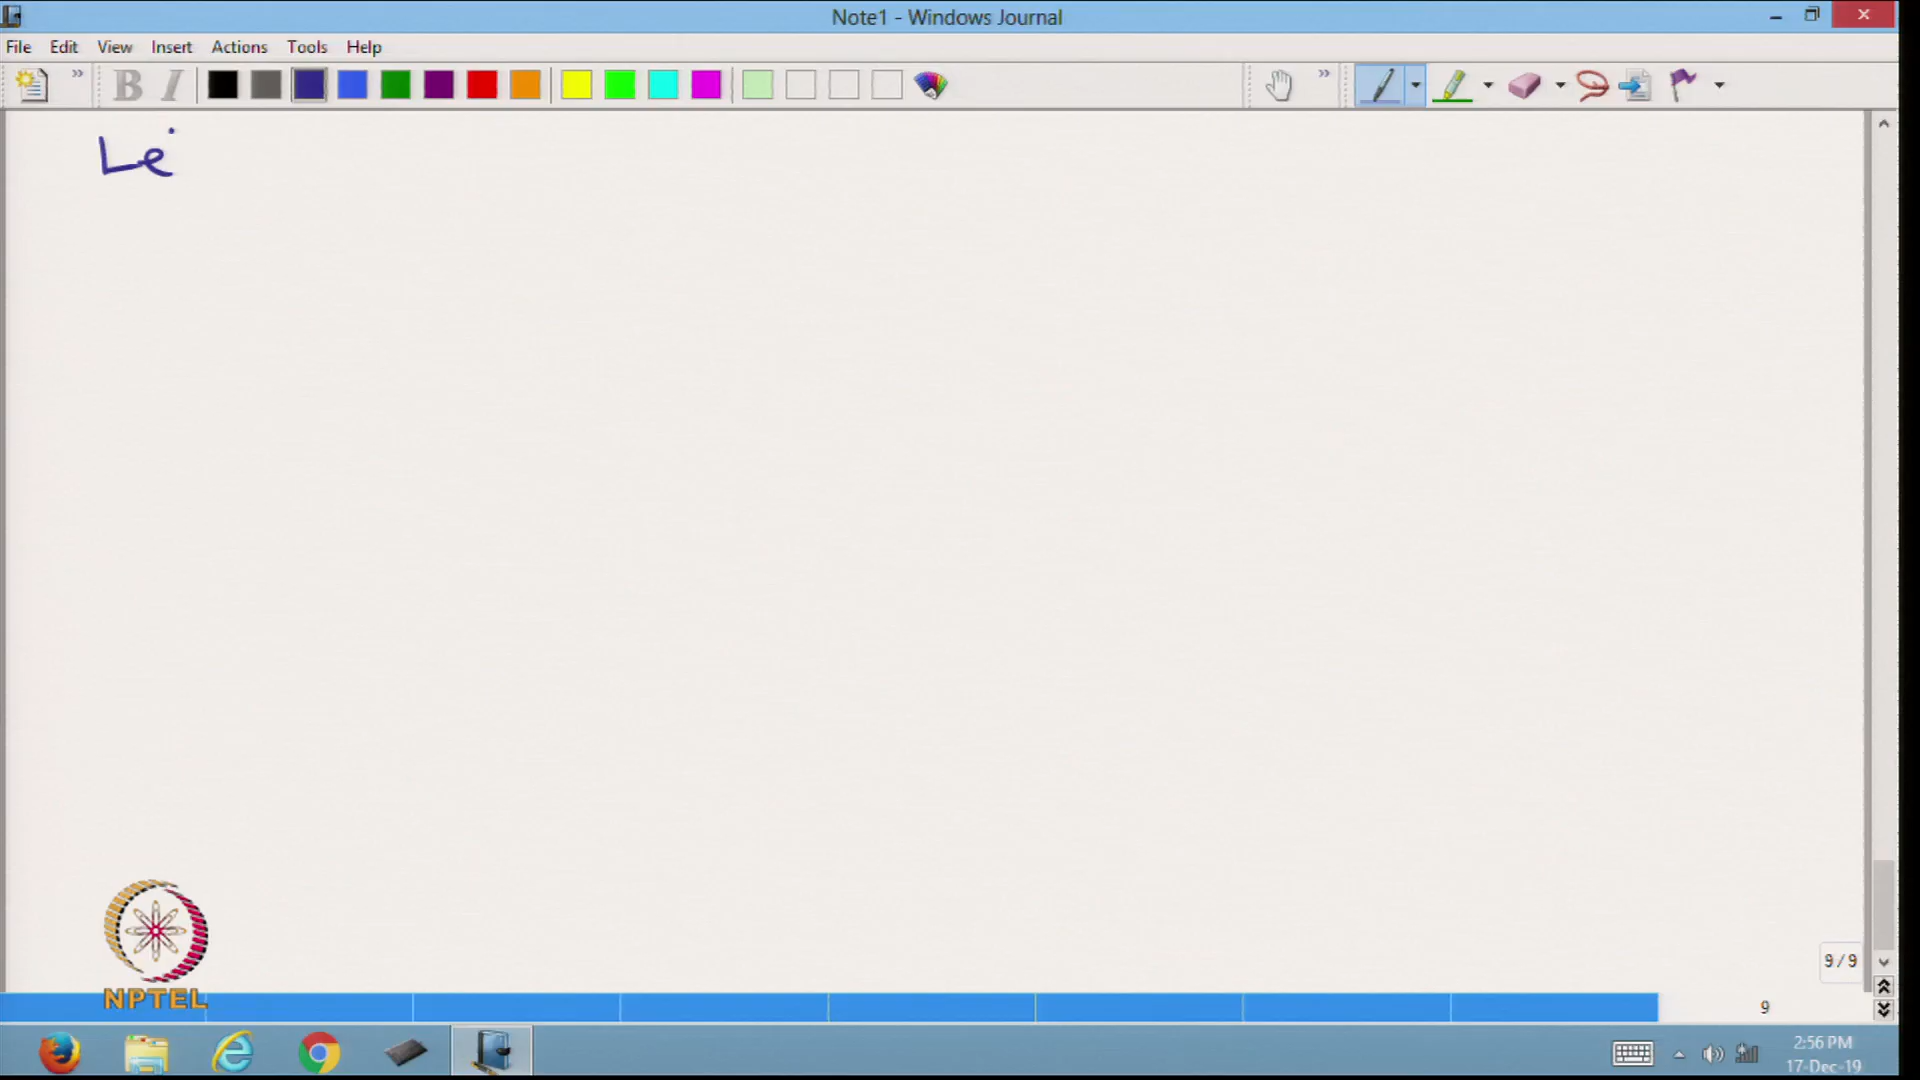 Note1 - Windows Journal
File Edit View Insert Actions Tools Help
B I
Le
9 / 9
NPTEL
9
2:56 PM
17-Dec-19